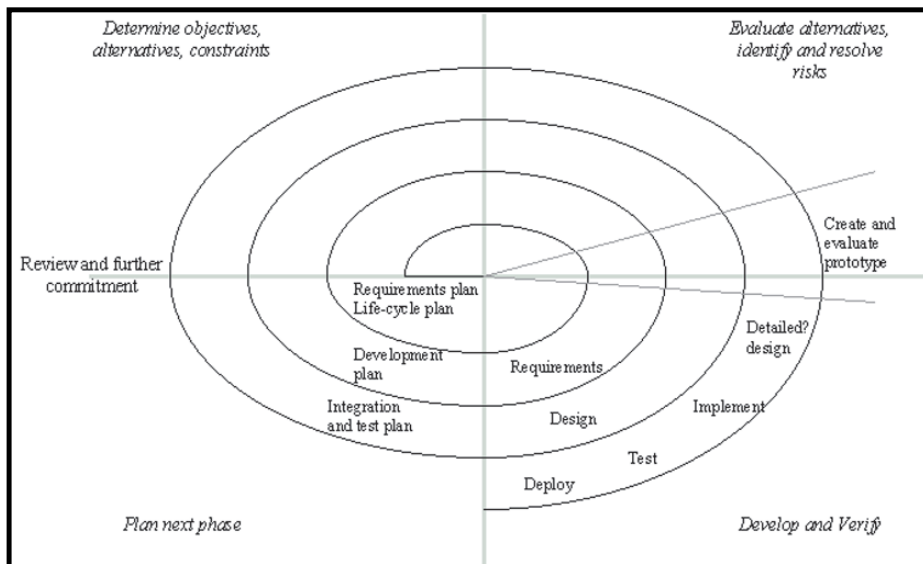 Determine objectives,
alternatives, constraints
Evaluate alternatives,
identify and resolve
risks
Create and
evaluate
prototype
Review and further
commitment
Requirements plan
Life-cycle plan
Detailed?
design
Development
plan
Requirements
Integration
and test plan
Design
Implement
Test
Deploy
Plan next phase
Develop and Verify